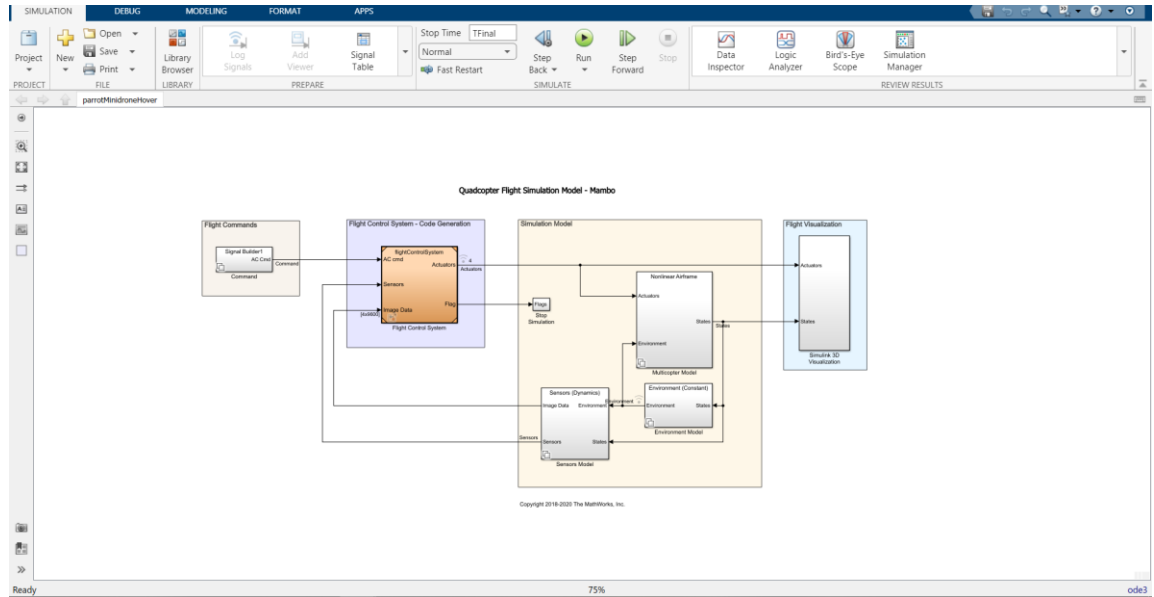 SIMULATION DEBUG MODELING FORMAT APPS
Project
New
Open
Save
Print
Library
Browser
Log
Signals
Add
Viewer
Signal
Table
Stop Time TFinal
Normal
Fast Restart
Step
Back
Run
Step
Forward
Stop
Data
Inspector
Logic
Analyzer
Bird's-Eye
Scope
Simulation
Manager
PROJECT FILE LIBRARY PREPARE SIMULATE REVIEW RESULTS
parrotMinidroneHover
Quadcopter Flight Simulation Model - Mambo
Flight Commands
Signal Builder1
AC Cmd
Command
Command
Flight Control System - Code Generation
flightControlSystem
AC cmd
Actuators
4
Actuators
Sensors
Flag
Image Data
Flight Control System
Simulation Model
Flags
Stop
Simulation
Nonlinear Airframe
Actuators
States
States
Environment
Multicopter Model
Sensors (Dynamics)
Image Data Environment
Environment
Sensors
Sensors States
Sensors Model
Environment (Constant)
Environment States
Environment Model
Flight Visualization
Actuators
States
Simulink 3D
Visualization
Copyright 2018-2020 The MathWorks, Inc.
Ready 75% ode3